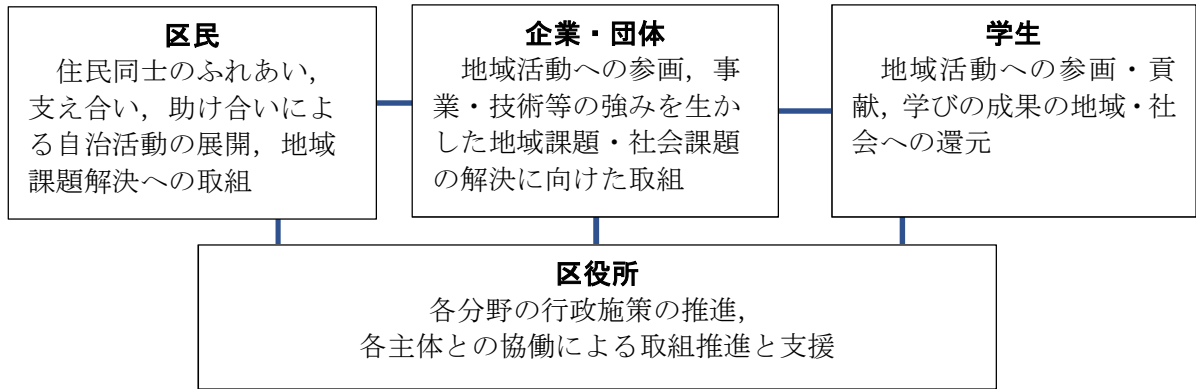 区民
住民同士のふれあい，
支え合い，助け合いによ
る自治活動の展開，地域
課題解決への取組
企業・団体
地域活動への参画，事
業・技術等の強みを生か
した地域課題・社会課題
の解決に向けた取組
学生
地域活動への参画・貢
献，学びの成果の地域・社
会への還元
区役所
各分野の行政施策の推進，
各主体との協働による取組推進と支援